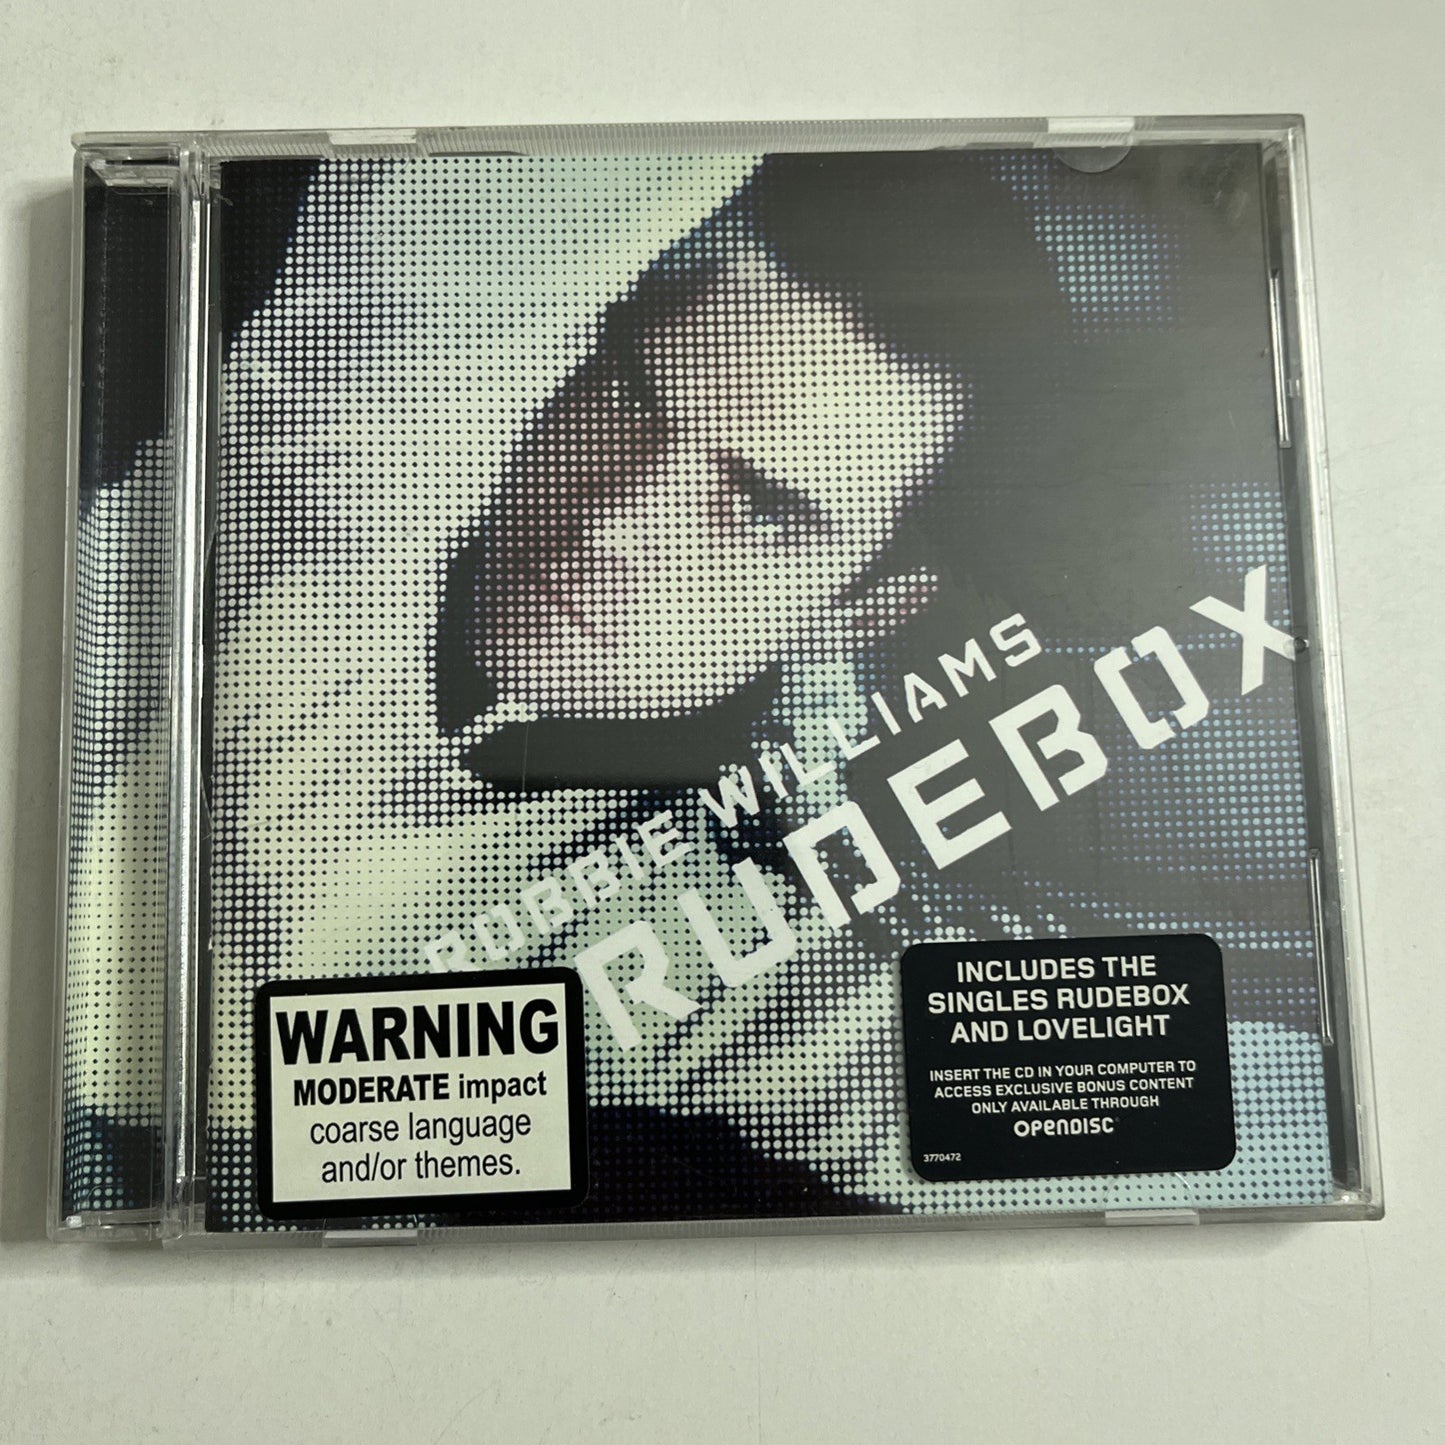 ROBBIE WILLIAMS
RUDEBOX
WARNING
MODERATE impact
coarse language
and/or themes.
INCLUDES THE
SINGLES RUDEBOX
AND LOVELIGHT
INSERT THE CD IN YOUR COMPUTER TO
ACCESS EXCLUSIVE BONUS CONTENT
ONLY AVAILABLE THROUGH
OPENDISC
3770472